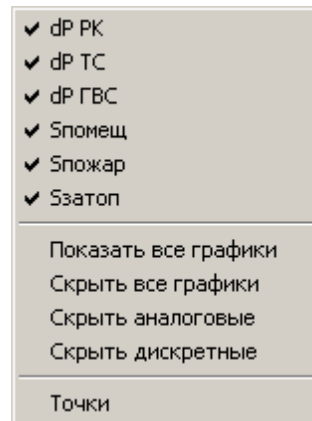 dP РК
dP ТС
dP ГВС
Sпомещ
Sпожар
Sзатоп
Показать все графики
Скрыть все графики
Скрыть аналоговые
Скрыть дискретные
Точки